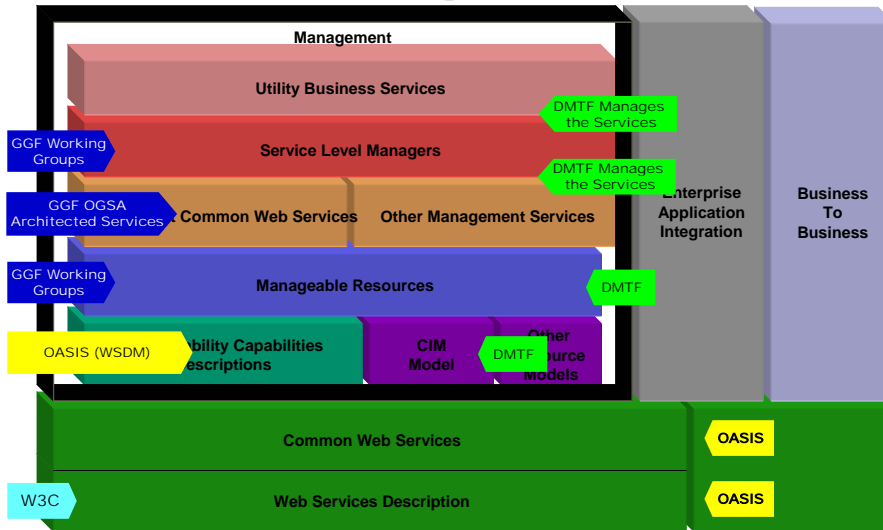 Management
Utility Business Services
DMTF Manages
the Services
GGF Working
Groups
Service Level Managers
DMTF Manages
the Services
GGF OGSA
Architected Services
Common Web Services
Other Management Services
Enterprise
Application
Integration
Business
To
Business
GGF Working
Groups
Manageable Resources
DMTF
OASIS (WSDM)
Capabilities
CIM
Model
DMTF
Other
Models
Common Web Services
OASIS
W3C
Web Services Description
OASIS